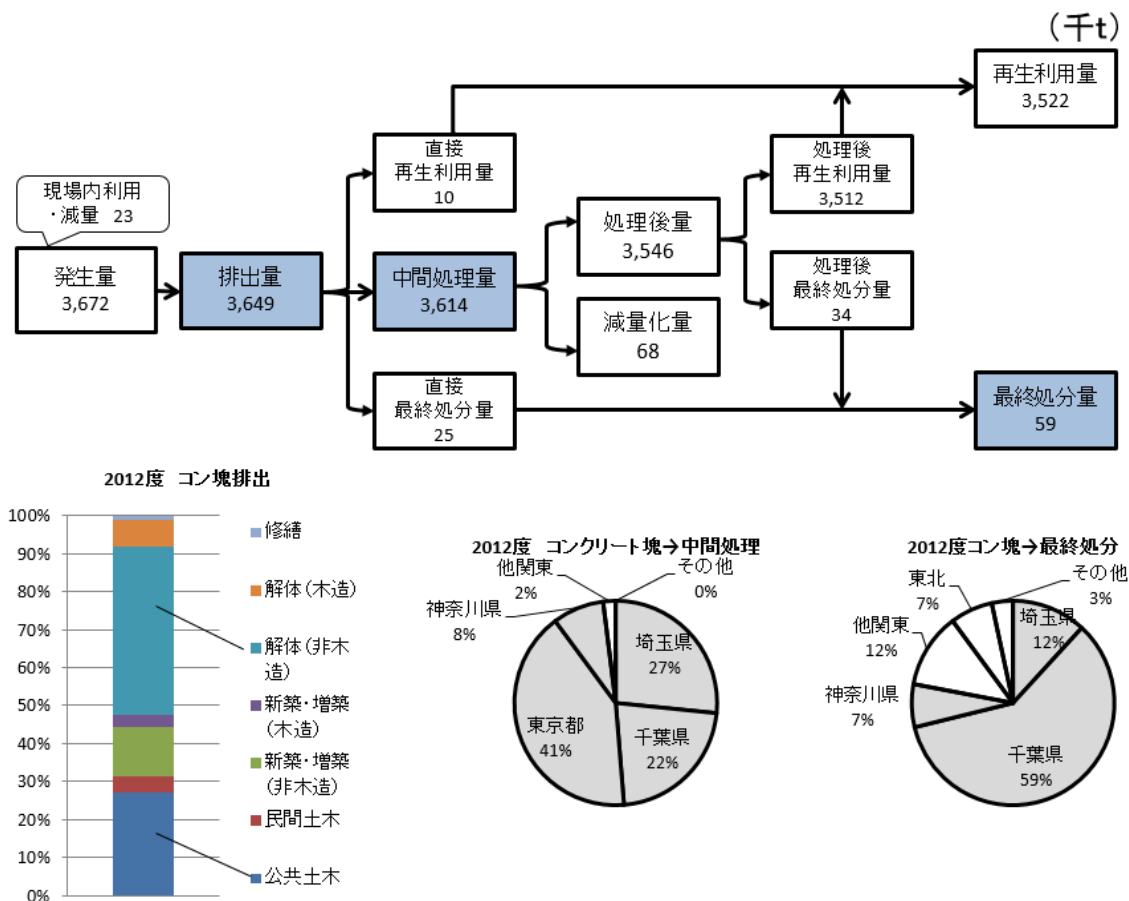 (千t)
再生利用量
3,522
直接
再生利用量
10
処理後
再生利用量
3,512
現場内利用
・減量 23
処理後量
3,546
発生量
3,672
排出量
3,649
中間処理量
3,614
処理後
最終処分量
34
減量化量
68
直接
最終処分量
25
最終処分量
59
2012度 コン塊排出
100%
90%
80%
70%
60%
50%
40%
30%
20%
10%
0%
修繕
解体(木造)
解体(非木
造)
新築・増築
(木造)
新築・増築
(非木造)
民間土木
公共土木
2012度 コンクリート塊→中間処理
他関東
2%
その他
0%
神奈川県
8%
埼玉県
27%
東京都
41%
千葉県
22%
2012度コン塊→最終処分
東北
7%
その他
3%
他関東
12%
埼玉県
12%
神奈川県
7%
千葉県
59%